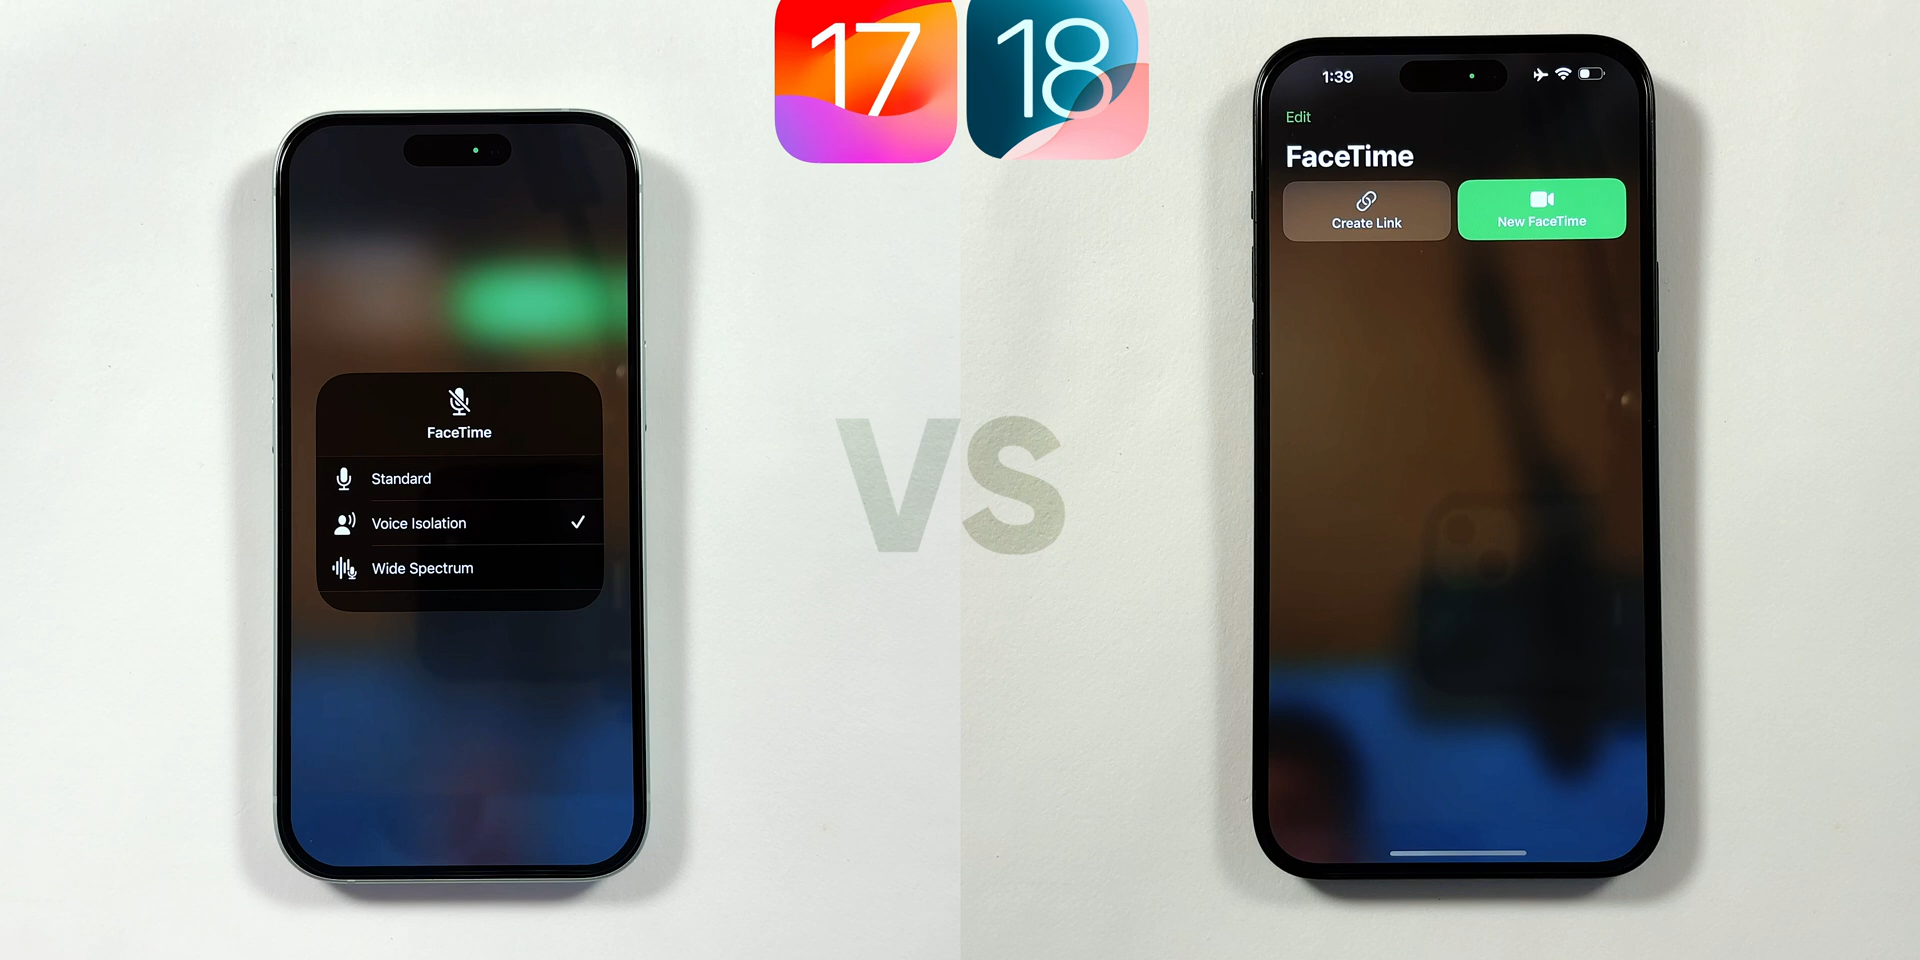 17
18
VS
FaceTime
Standard
Voice Isolation
Wide Spectrum
1:39
Edit
FaceTime
Create Link
New FaceTime